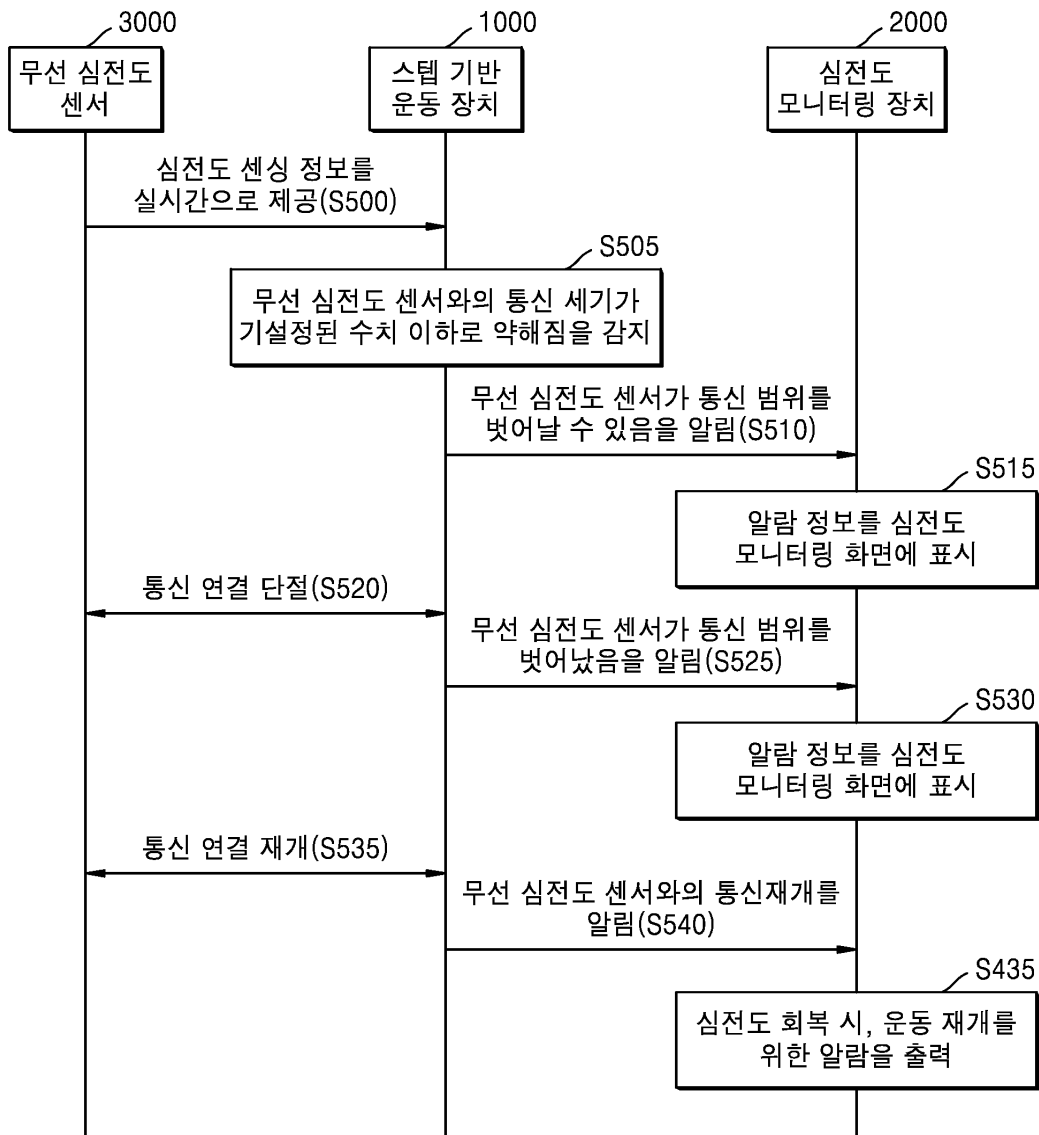 3000
1000
2000
무선 심전도
센서
스텝 기반
운동 장치
심전도
모니터링 장치
심전도 센싱 정보를
실시간으로 제공(S500)
S505
무선 심전도 센서와의 통신 세기가
기설정된 수치 이하로 약해짐을 감지
무선 심전도 센서가 통신 범위를
벗어날 수 있음을 알림(S510)
S515
알람 정보를 심전도
모니터링 화면에 표시
통신 연결 단절(S520)
무선 심전도 센서가 통신 범위를
벗어났음을 알림(S525)
S530
알람 정보를 심전도
모니터링 화면에 표시
통신 연결 재개(S535)
무선 심전도 센서와의 통신재개를
알림(S540)
S435
심전도 회복 시, 운동 재개를
위한 알람을 출력